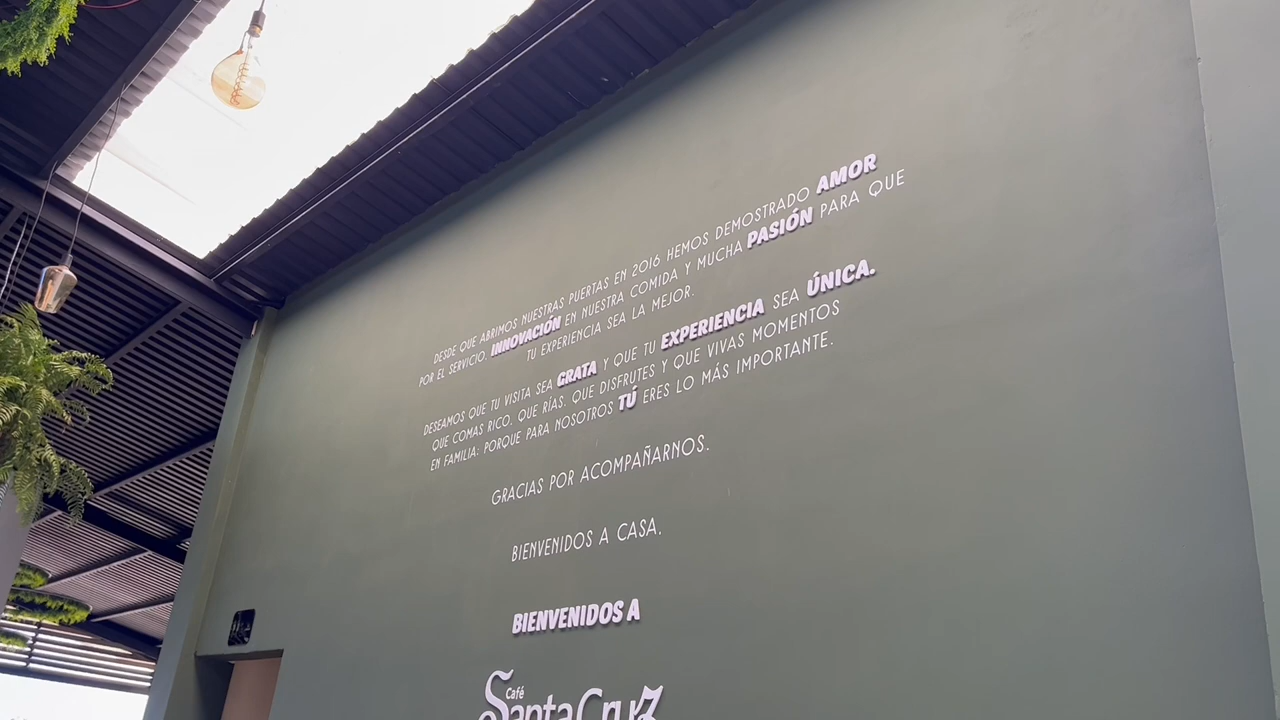 DESDE QUE ABRIMOS NUESTRAS PUERTAS EN 2016 HEMOS DEMOSTRADO AMOR
POR EL SERVICIO, INNOVACIÓN EN NUESTRA COMIDA Y MUCHA PASIÓN PARA QUE
TU EXPERIENCIA SEA LA MEJOR.
DESEAMOS QUE TU VISITA SEA GRATA Y QUE TU EXPERIENCIA SEA ÚNICA.
QUE COMAS RICO, QUE RÍAS, QUE DISFRUTES Y QUE VIVAS MOMENTOS
EN FAMILIA; PORQUE PARA NOSOTROS TÚ ERES LO MÁS IMPORTANTE.
GRACIAS POR ACOMPAÑARNOS.
BIENVENIDOS A CASA,
BIENVENIDOS A
Café
Santa Cruz